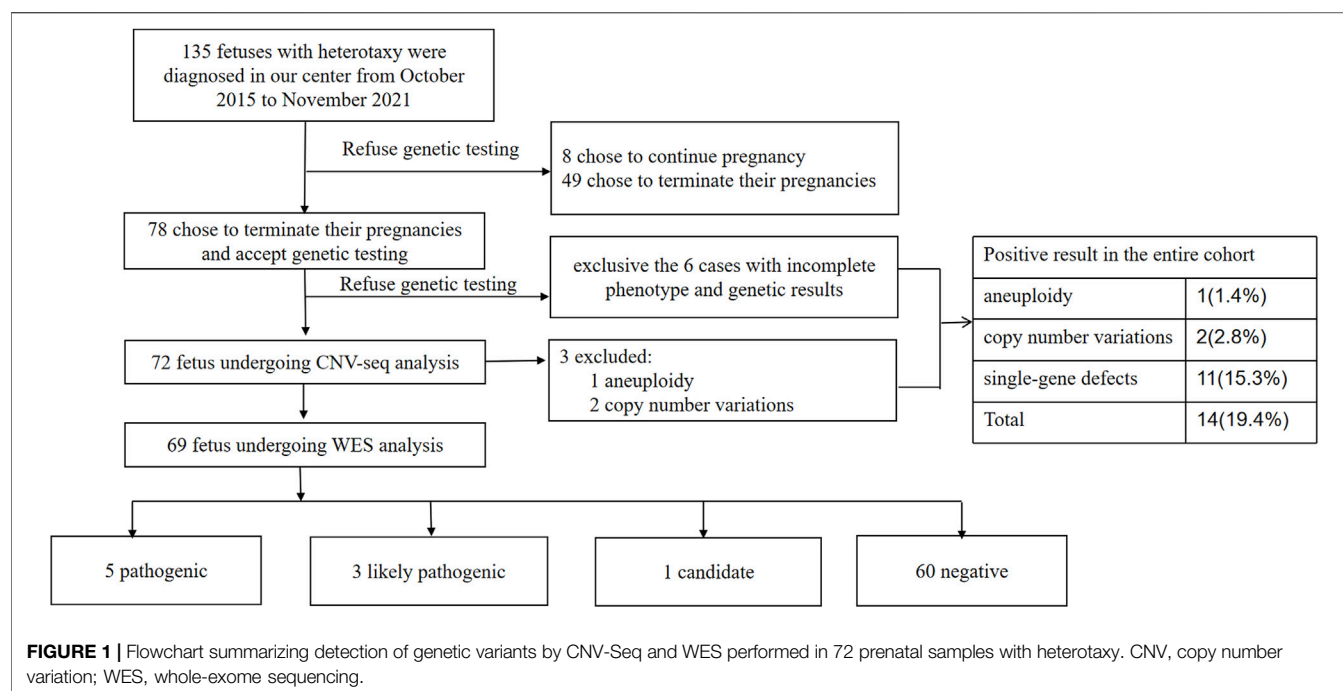 135 fetuses with heterotaxy were
diagnosed in our center from October
2015 to November 2021
Refuse genetic testing
8 chose to continue pregnancy
49 chose to terminate their pregnancies
78 chose to terminate their pregnancies
and accept genetic testing
Refuse genetic testing
exclusive the 6 cases with incomplete
phenotype and genetic results
72 fetus undergoing CNV-seq analysis
3 excluded:
1 aneuploidy
2 copy number variations
Positive result in the entire cohort
aneuploidy 1(1.4%)
copy number variations 2(2.8%)
single-gene defects 11(15.3%)
Total 14(19.4%)
69 fetus undergoing WES analysis
5 pathogenic
3 likely pathogenic
1 candidate
60 negative
FIGURE 1 | Flowchart summarizing detection of genetic variants by CNV-Seq and WES performed in 72 prenatal samples with heterotaxy. CNV, copy number
variation; WES, whole-exome sequencing.